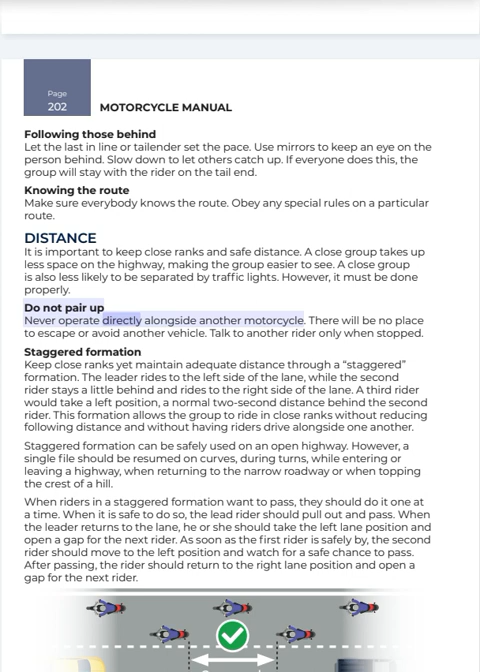 Page
202
MOTORCYCLE MANUAL
Following those behind
Let the last in line or tailender set the pace. Use mirrors to keep an eye on the
person behind. Slow down to let others catch up. If everyone does this, the
group will stay with the rider on the tail end.
Knowing the route
Make sure everybody knows the route. Obey any special rules on a particular
route.
DISTANCE
It is important to keep close ranks and safe distance. A close group takes up
less space on the highway, making the group easier to see. A close group
is also less likely to be separated by traffic lights. However, it must be done
properly.
Do not pair up
Never operate directly alongside another motorcycle. There will be no place
to escape or avoid another vehicle. Talk to another rider only when stopped.
Staggered formation
Keep close ranks yet maintain adequate distance through a “staggered”
formation. The leader rides to the left side of the lane, while the second
rider stays a little behind and rides to the right side of the lane. A third rider
would take a left position, a normal two-second distance behind the second
rider. This formation allows the group to ride in close ranks without reducing
following distance and without having riders drive alongside one another.
Staggered formation can be safely used on an open highway. However, a
single file should be resumed on curves, during turns, while entering or
leaving a highway, when returning to the narrow roadway or when topping
the crest of a hill.
When riders in a staggered formation want to pass, they should do it one at
a time. When it is safe to do so, the lead rider should pull out and pass. When
the leader returns to the lane, he or she should take the left lane position and
open a gap for the next rider. As soon as the first rider is safely by, the second
rider should move to the left position and watch for a safe chance to pass.
After passing, the rider should return to the right lane position and open a
gap for the next rider.